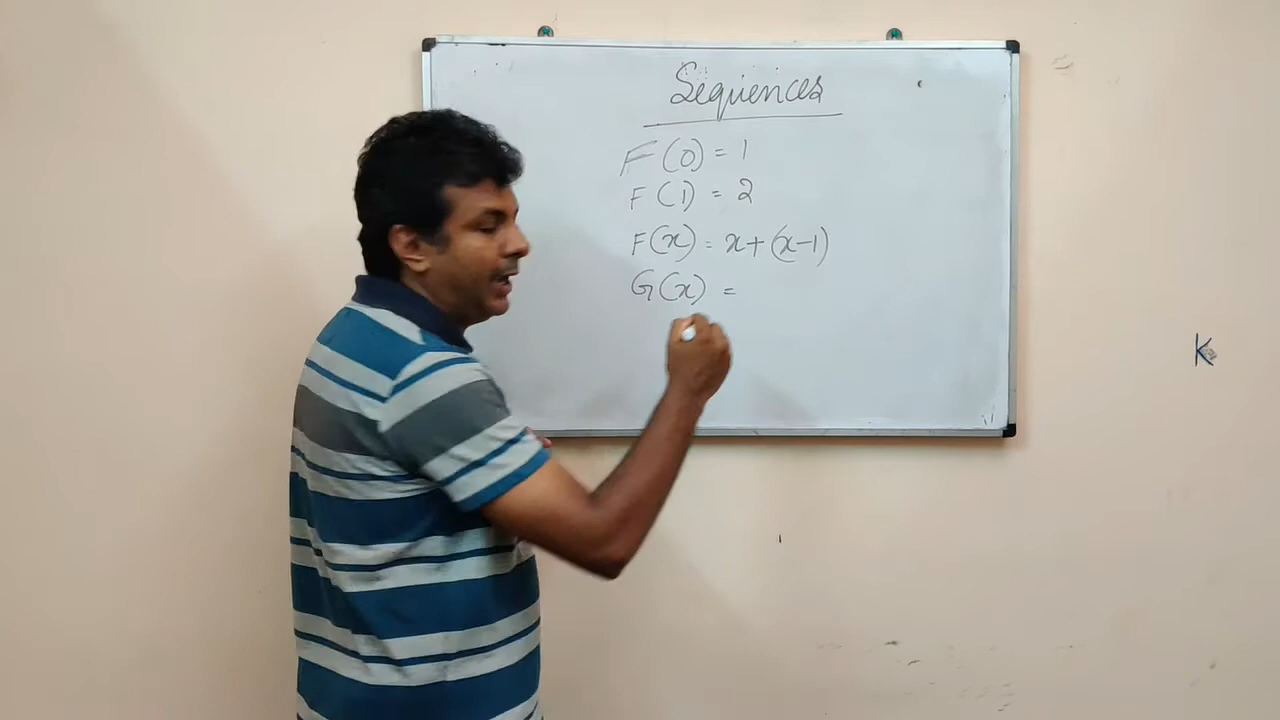 Sequences
F(0) = 1
F(1) = 2
F(x) = x+(x-1)
G(x) =
K